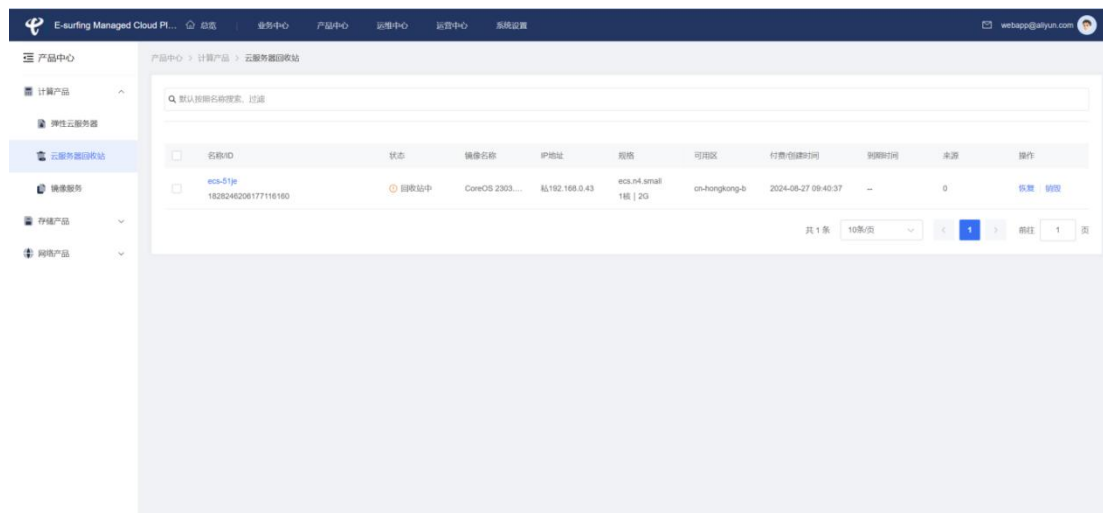 E-surfing Managed Cloud Pl... 总览 业务中心 产品中心 运维中心 运营中心 系统设置 webapp@aliyun.com
产品中心
产品中心 > 计算产品 > 云服务器回收站
计算产品
默认按照名称搜索、过滤
弹性云服务器
云服务器回收站
名称/ID 状态 镜像名称 IP地址 规格 可用区 付费/创建时间 到期时间 来源 操作
镜像服务
ecs-51je 回收站中 CoreOS 2303.... 私192.168.0.43 ecs.n4.small cn-hongkong-b 2024-08-27 09:40:37 -- 0 恢复 销毁
1828246206177116160 1核 | 2G
存储产品
共 1 条 10条/页 < 1 > 前往 1 页
网络产品